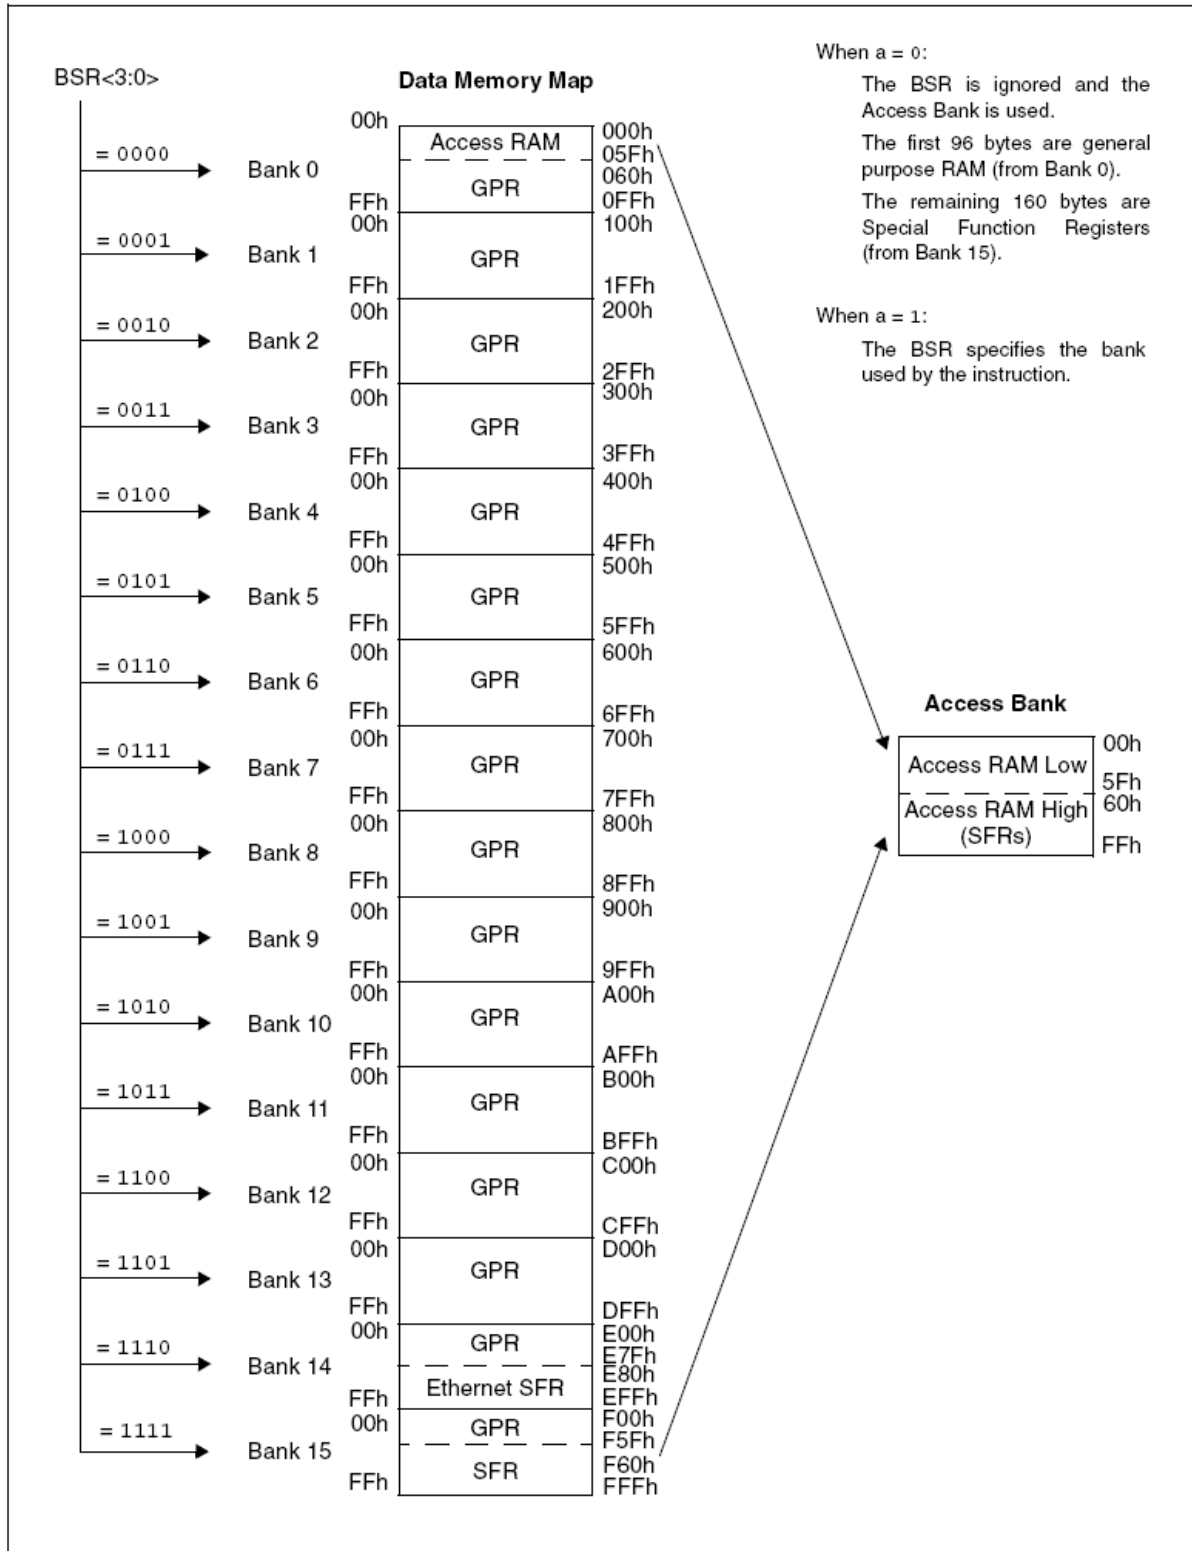 BSR<3:0>
Data Memory Map
When a = 0:
The BSR is ignored and the
Access Bank is used.
The first 96 bytes are general
purpose RAM (from Bank 0).
The remaining 160 bytes are
Special Function Registers
(from Bank 15).
When a = 1:
The BSR specifies the bank
used by the instruction.
= 0000
Bank 0
00h
FFh
Access RAM
GPR
000h
05Fh
060h
0FFh
= 0001
Bank 1
00h
FFh
GPR
100h
1FFh
= 0010
Bank 2
00h
FFh
GPR
200h
2FFh
= 0011
Bank 3
00h
FFh
GPR
300h
3FFh
= 0100
Bank 4
00h
FFh
GPR
400h
4FFh
= 0101
Bank 5
00h
FFh
GPR
500h
5FFh
= 0110
Bank 6
00h
FFh
GPR
600h
6FFh
= 0111
Bank 7
00h
FFh
GPR
700h
7FFh
= 1000
Bank 8
00h
FFh
GPR
800h
8FFh
= 1001
Bank 9
00h
FFh
GPR
900h
9FFh
= 1010
Bank 10
00h
FFh
GPR
A00h
AFFh
= 1011
Bank 11
00h
FFh
GPR
B00h
BFFh
= 1100
Bank 12
00h
FFh
GPR
C00h
CFFh
= 1101
Bank 13
00h
FFh
GPR
D00h
DFFh
= 1110
Bank 14
00h
FFh
GPR
Ethernet SFR
E00h
E7Fh
E80h
EFFh
= 1111
Bank 15
00h
FFh
GPR
SFR
F00h
F5Fh
F60h
FFFh
Access Bank
Access RAM Low
Access RAM High
(SFRs)
00h
5Fh
60h
FFh